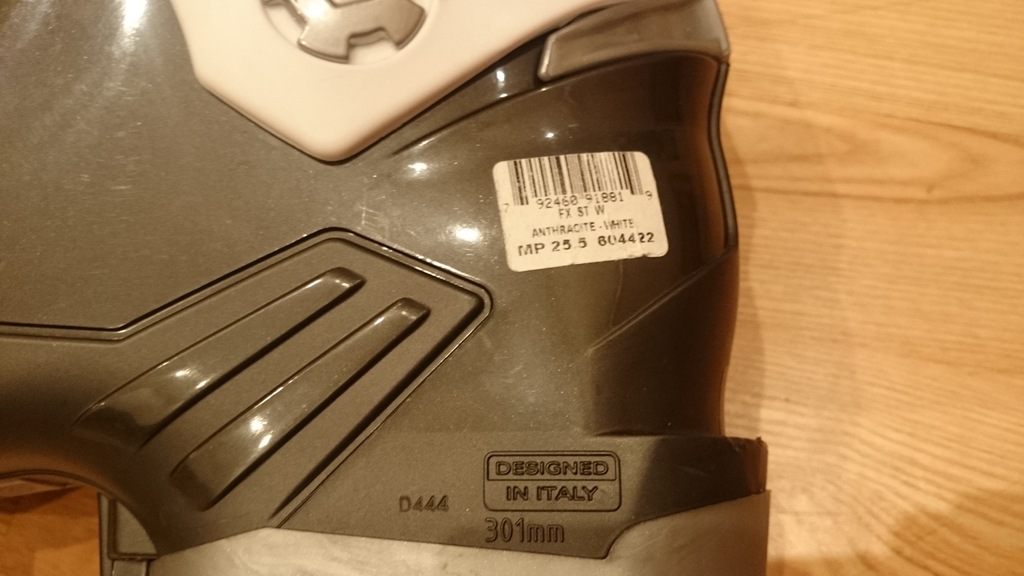 7 92460 91881 9
FX ST W
ANTHRACITE - WHITE
MP 25.5 604422
DESIGNED
IN ITALY
D444
301mm